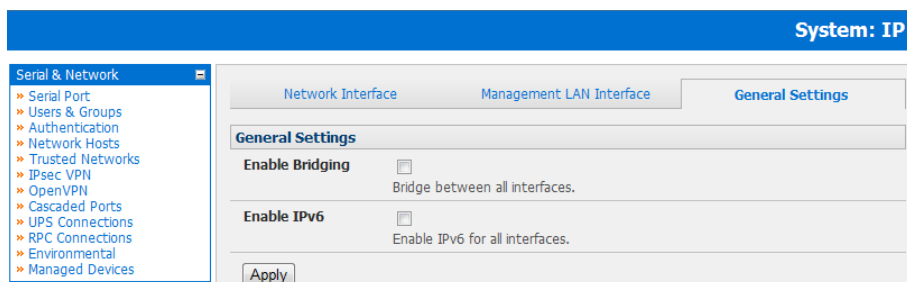 System: IP
Serial & Network
» Serial Port
» Users & Groups
» Authentication
» Network Hosts
» Trusted Networks
» IPsec VPN
» OpenVPN
» Cascaded Ports
» UPS Connections
» RPC Connections
» Environmental
» Managed Devices
Network Interface Management LAN Interface General Settings
General Settings
Enable Bridging
Bridge between all interfaces.
Enable IPv6
Enable IPv6 for all interfaces.
Apply